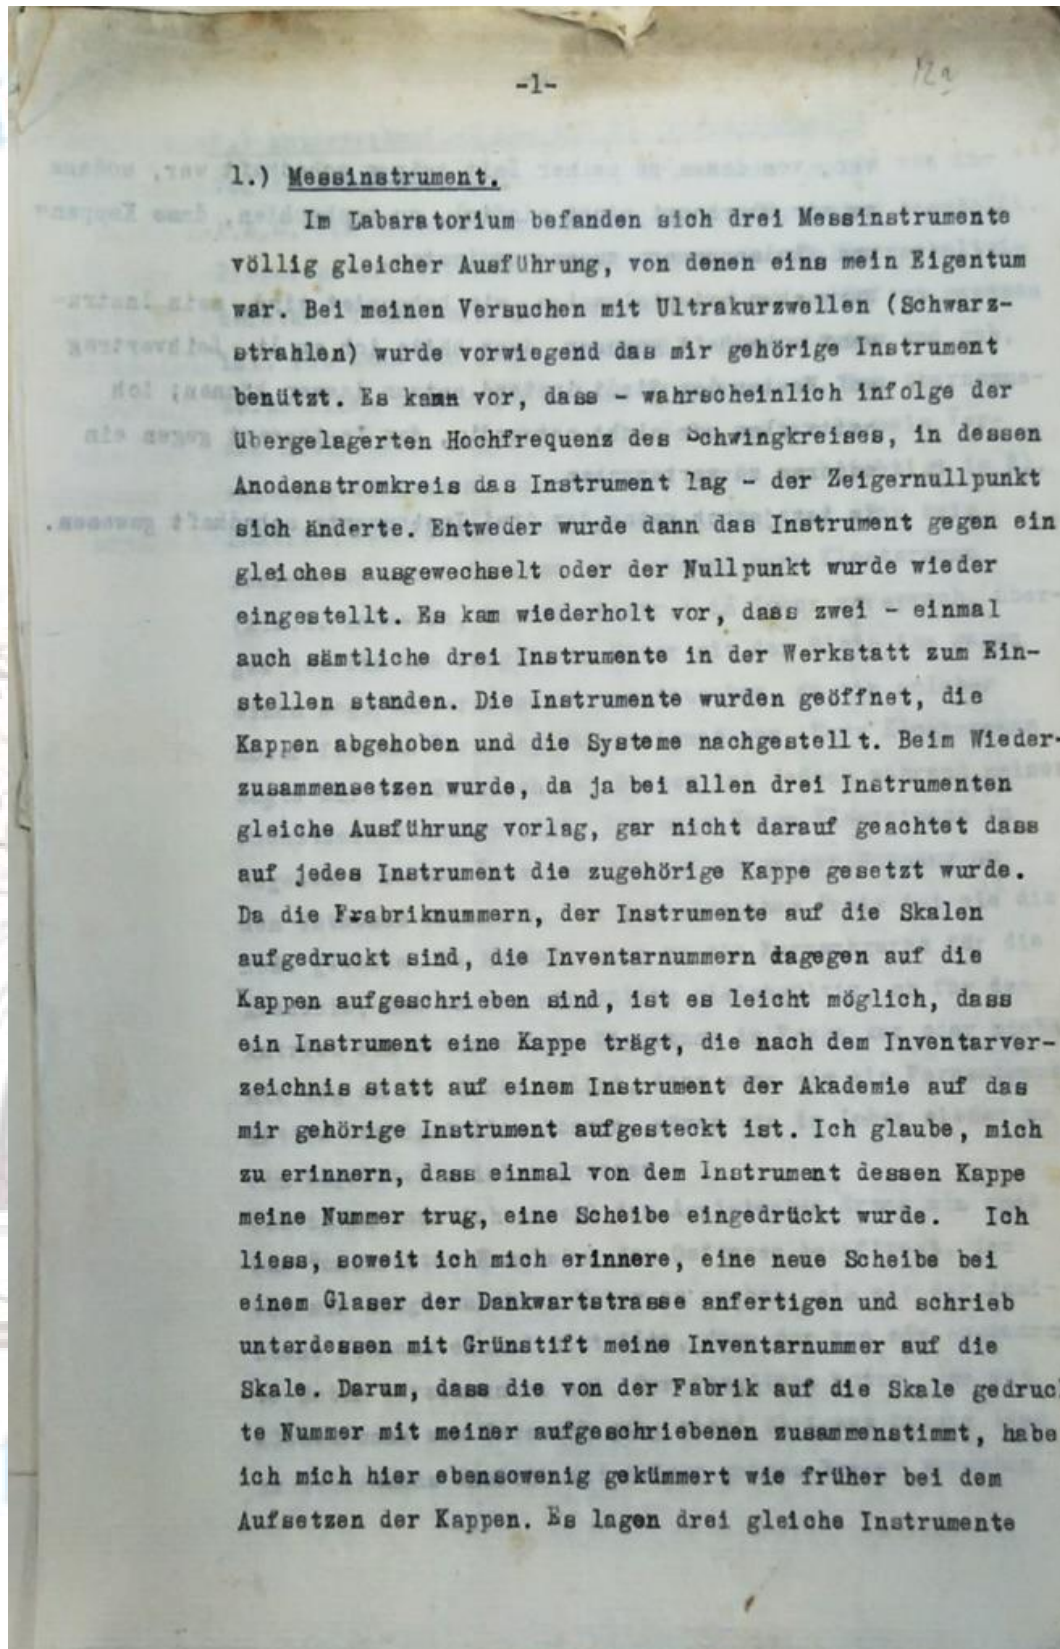 -1-
12a
1.) Messinstrument.
Im Labaratorium befanden sich drei Messinstrumente
völlig gleicher Ausführung, von denen eins mein Eigentum
war. Bei meinen Versuchen mit Ultrakurzwellen (Schwarz-
strahlen) wurde vorwiegend das mir gehörige Instrument
benützt. Es kamm vor, dass - wahrscheinlich infolge der
übergelagerten Hochfrequenz des Schwingkreises, in dessen
Anodenstromkreis das Instrument lag - der Zeigernullpunkt
sich änderte. Entweder wurde dann das Instrument gegen ein
gleiches ausgewechselt oder der Nullpunkt wurde wieder
eingestellt. Es kam wiederholt vor, dass zwei - einmal
auch sämtliche drei Instrumente in der Werkstatt zum Ein-
stellen standen. Die Instrumente wurden geöffnet, die
Kappen abgehoben und die Systeme nachgestellt. Beim Wieder-
zusammensetzen wurde, da ja bei allen drei Instrumenten
gleiche Ausführung vorlag, gar nicht darauf geachtet dass
auf jedes Instrument die zugehörige Kappe gesetzt wurde.
Da die Frabriknummern, der Instrumente auf die Skalen
aufgedruckt sind, die Inventarnummern dagegen auf die
Kappen aufgeschrieben sind, ist es leicht möglich, dass
ein Instrument eine Kappe trägt, die nach dem Inventarver-
zeichnis statt auf einem Instrument der Akademie auf das
mir gehörige Instrument aufgesteckt ist. Ich glaube, mich
zu erinnern, dass einmal von dem Instrument dessen Kappe
meine Nummer trug, eine Scheibe eingedrückt wurde. Ich
liess, soweit ich mich erinnere, eine neue Scheibe bei
einem Glaser der Dankwartstrasse anfertigen und schrieb
unterdessen mit Grünstift meine Inventarnummer auf die
Skale. Darum, dass die von der Fabrik auf die Skale gedruc
te Nummer mit meiner aufgeschriebenen zusammenstimmt, habe
ich mich hier ebensowenig gekümmert wie früher bei dem
Aufsetzen der Kappen. Es lagen drei gleiche Instrumente